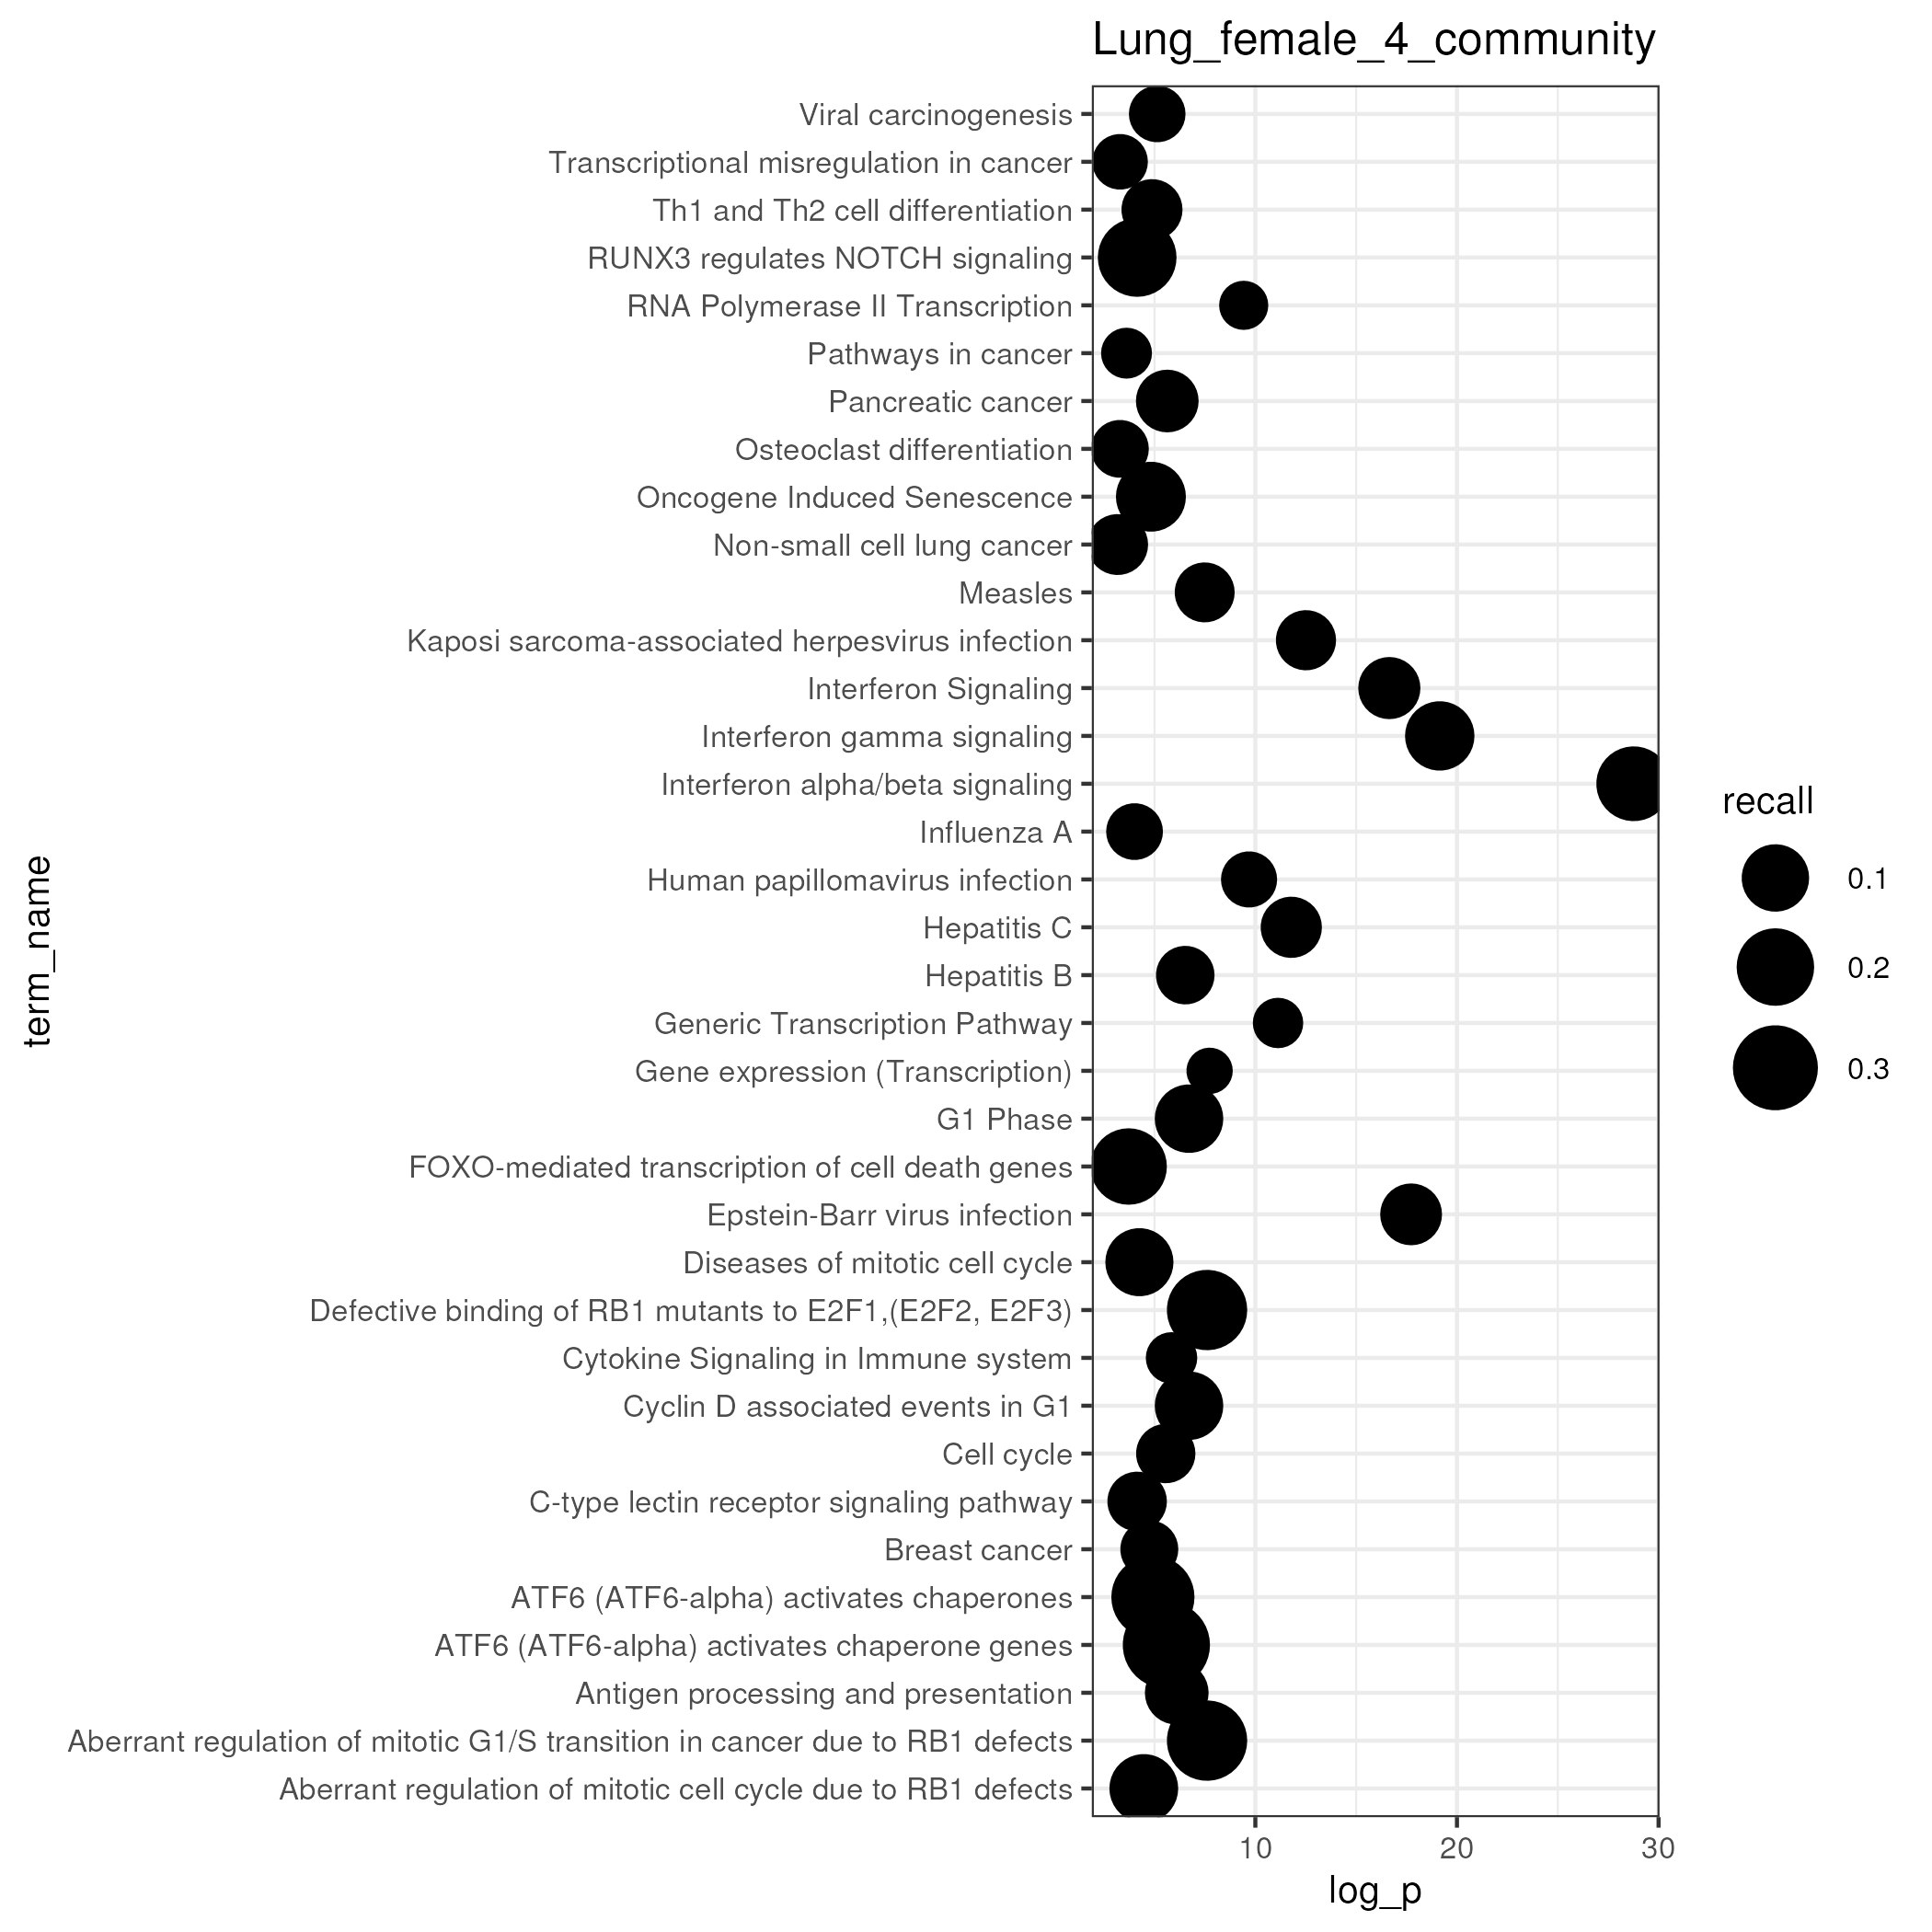 Lung_female_4_community
Viral carcinogenesis
Transcriptional misregulation in cancer
Th1 and Th2 cell differentiation
RUNX3 regulates NOTCH signaling
RNA Polymerase II Transcription
Pathways in cancer
Pancreatic cancer
Osteoclast differentiation
Oncogene Induced Senescence
Non-small cell lung cancer
Measles
Kaposi sarcoma-associated herpesvirus infection
Interferon Signaling
Interferon gamma signaling
Interferon alpha/beta signaling
Influenza A
Human papillomavirus infection
Hepatitis C
Hepatitis B
Generic Transcription Pathway
Gene expression (Transcription)
G1 Phase
FOXO-mediated transcription of cell death genes
Epstein-Barr virus infection
Diseases of mitotic cell cycle
Defective binding of RB1 mutants to E2F1,(E2F2, E2F3)
Cytokine Signaling in Immune system
Cyclin D associated events in G1
Cell cycle
C-type lectin receptor signaling pathway
Breast cancer
ATF6 (ATF6-alpha) activates chaperones
ATF6 (ATF6-alpha) activates chaperone genes
Antigen processing and presentation
Aberrant regulation of mitotic G1/S transition in cancer due to RB1 defects
Aberrant regulation of mitotic cell cycle due to RB1 defects
term_name
10 20 30
log_p
recall
0.1
0.2
0.3